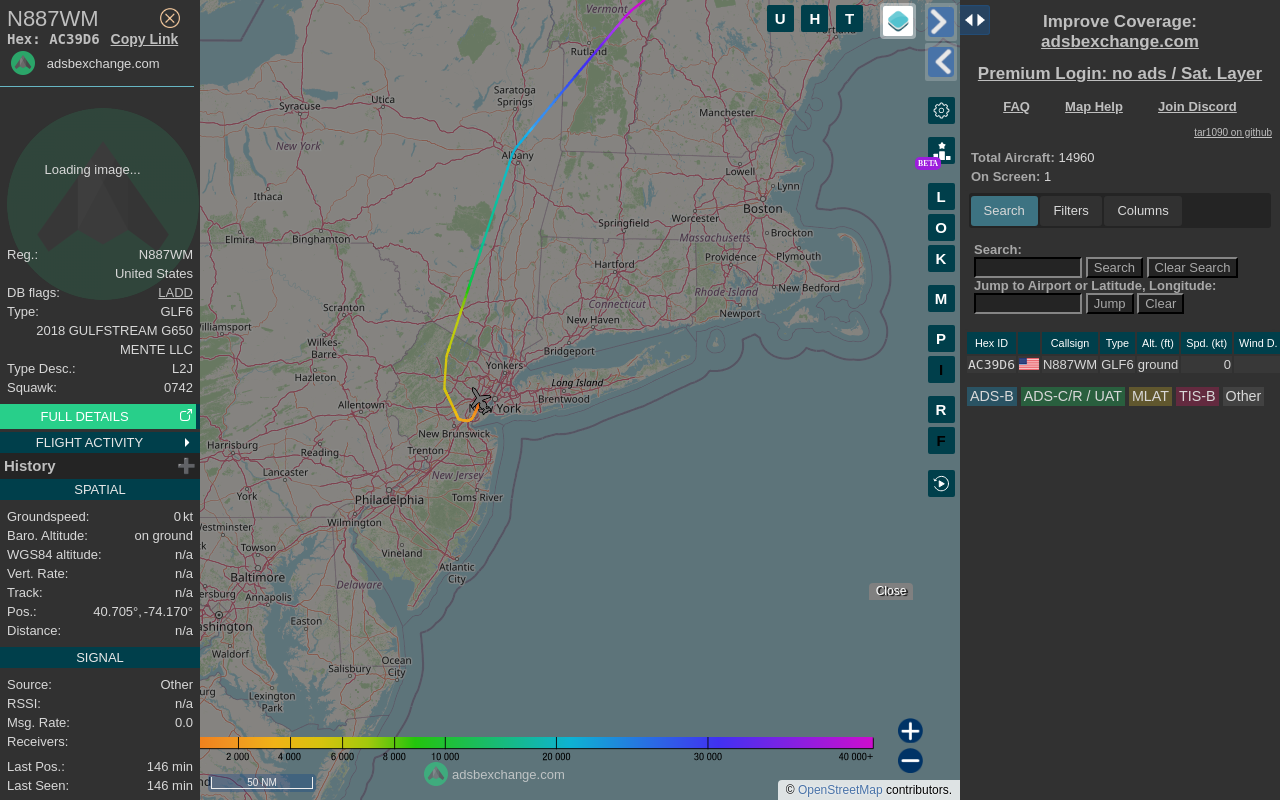 N887WM
Hex: AC39D6 Copy Link
adsbexchange.com
Loading image...
Reg.: N887WM
United States
DB flags: LADD
Type: GLF6
2018 GULFSTREAM G650
MENTE LLC
Type Desc.: L2J
Squawk: 0742
FULL DETAILS
FLIGHT ACTIVITY
History
SPATIAL
Groundspeed: 0 kt
Baro. Altitude: on ground
WGS84 altitude: n/a
Vert. Rate: n/a
Track: n/a
Pos.: 40.705°, -74.170°
Distance: n/a
SIGNAL
Source: Other
RSSI: n/a
Msg. Rate: 0.0
Receivers:
Last Pos.: 146 min
Last Seen: 146 min
U H T
Vermont
Rutland
Syracuse
Utica
Saratoga
Springs
Manchester
New York
Albany
Lowell
Ithaca
Lynn
Boston
Elmira
Binghamton
Springfield
Worcester
Massachusetts
Brockton
Hartford
Providence
Plymouth
New Bedford
Scranton
Connecticut
Rhode Island
Newport
New Haven
Williamsport
Wilkes-
Barre
Bridgeport
Yonkers
Hazleton
Long Island
Allentown
York
Brentwood
New Brunswick
Harrisburg
Reading
Trenton
Lancaster
New Jersey
York
Philadelphia
Toms River
Westminster
Wilmington
Towson
Vineland
Baltimore
Atlantic
City
Delaware
Annapolis
Easton
Waldorf
Salisbury
Ocean
City
Lexington
Park
2 000 4 000 6 000 8 000 10 000 20 000 30 000 40 000+
adsbexchange.com
50 NM
© OpenStreetMap contributors.
Close
BETA
L
O
K
M
P
I
R
F
Improve Coverage:
adsbexchange.com
Premium Login: no ads / Sat. Layer
FAQ Map Help Join Discord
tar1090 on github
Total Aircraft: 14960
On Screen: 1
Search Filters Columns
Search:
Search Clear Search
Jump to Airport or Latitude, Longitude:
Jump Clear
Hex ID Callsign Type Alt. (ft) Spd. (kt) Wind D.
AC39D6 N887WM GLF6 ground 0
ADS-B ADS-C/R / UAT MLAT TIS-B Other